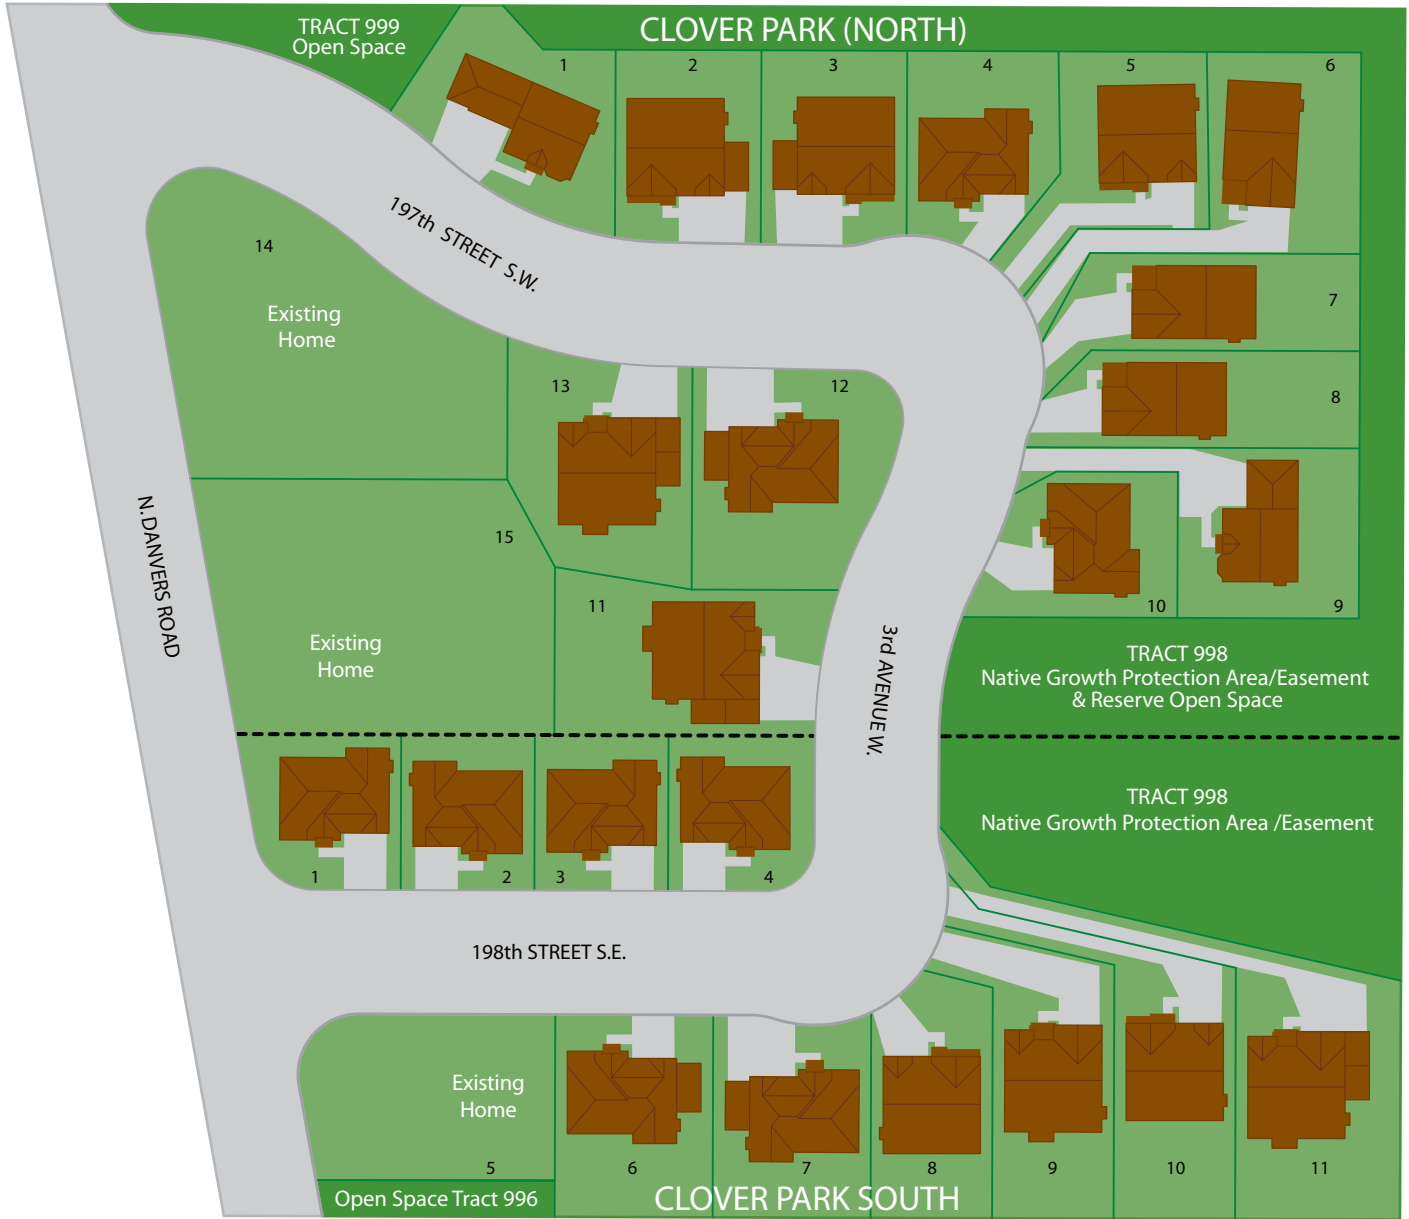 TRACT 999
Open Space
CLOVER PARK (NORTH)
1
2
3
4
5
6
197th STREET S.W.
14
Existing
Home
7
13
12
8
N. DANVERS ROAD
15
11
10
9
Existing
Home
3rd AVENUE W.
TRACT 998
Native Growth Protection Area/Easement
& Reserve Open Space
TRACT 998
Native Growth Protection Area /Easement
1
2
3
4
198th STREET S.E.
Existing
Home
5
6
7
8
9
10
11
Open Space Tract 996
CLOVER PARK SOUTH